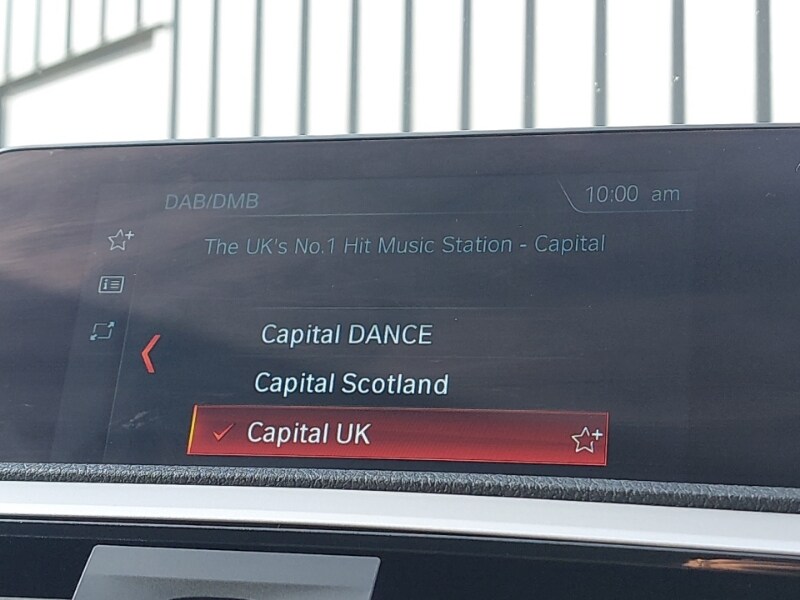 DAB/DMB
10:00 am
The UK's No.1 Hit Music Station - Capital
Capital DANCE
Capital Scotland
Capital UK